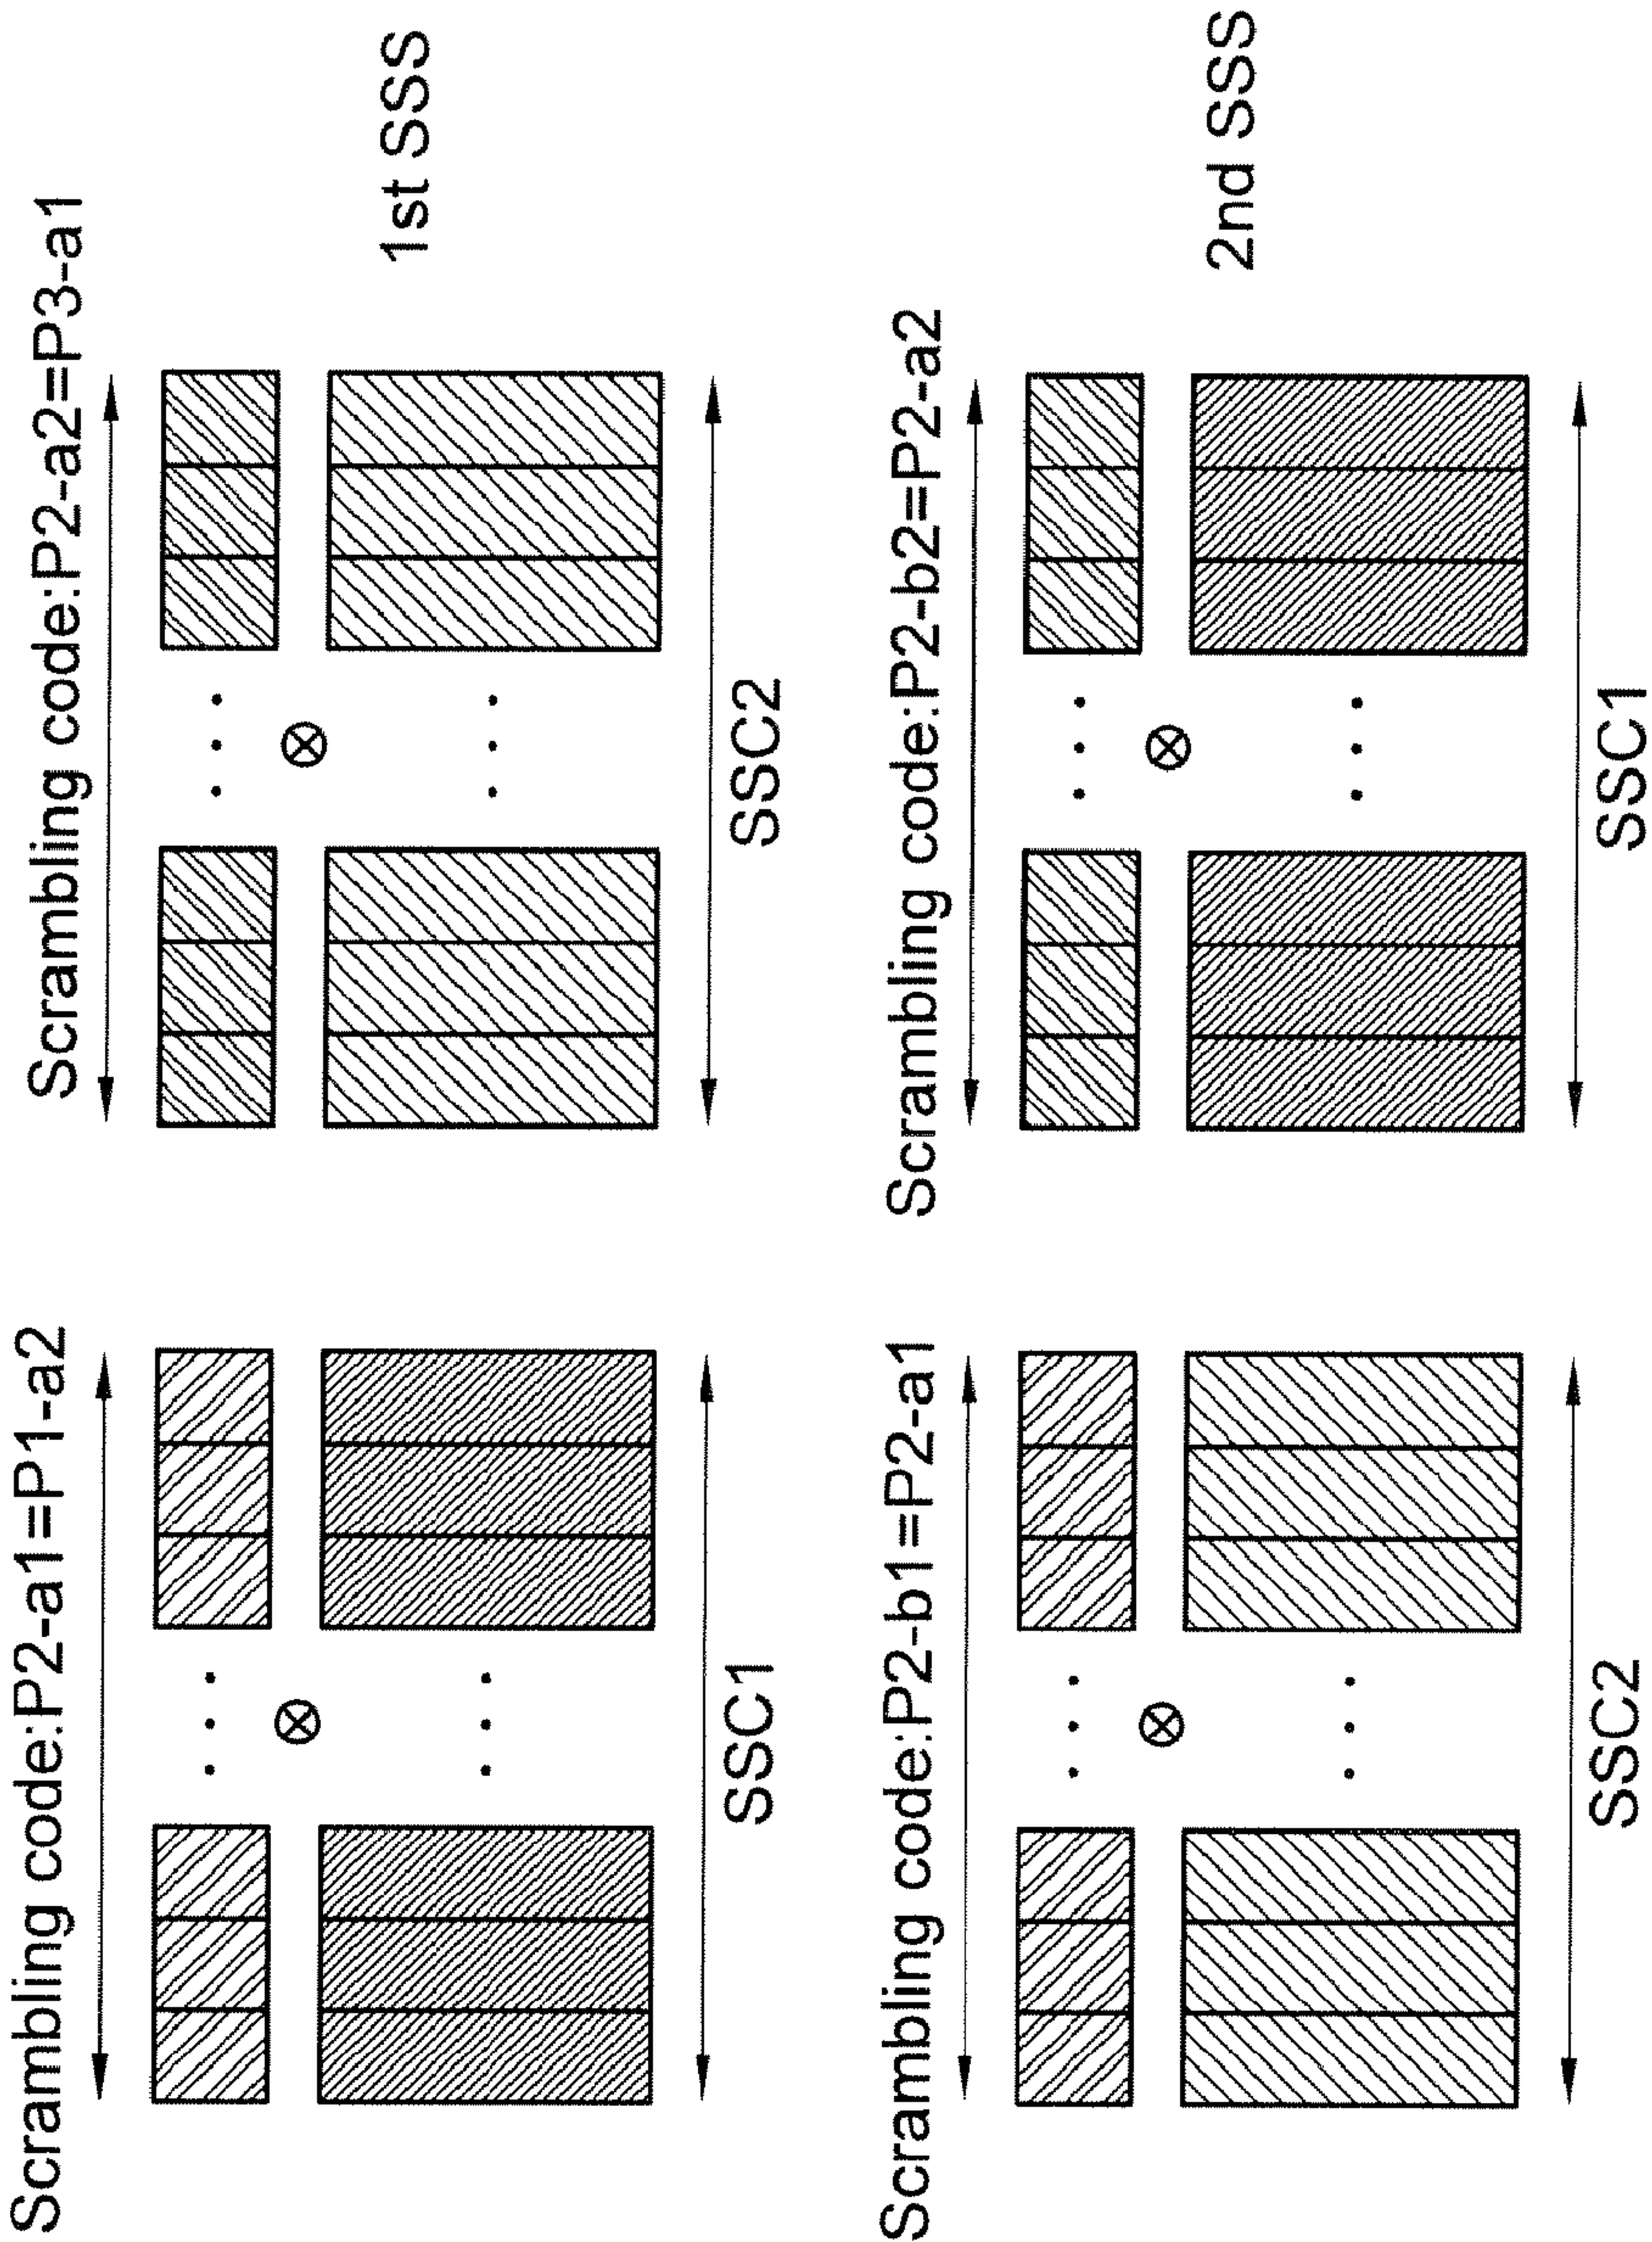 Scrambling code:P2-a1=P1-a2
Scrambling code:P2-a2=P3-a1
SSC1
SSC2
1st SSS
Scrambling code:P2-b1=P2-a1
Scrambling code:P2-b2=P2-a2
SSC2
SSC1
2nd SSS